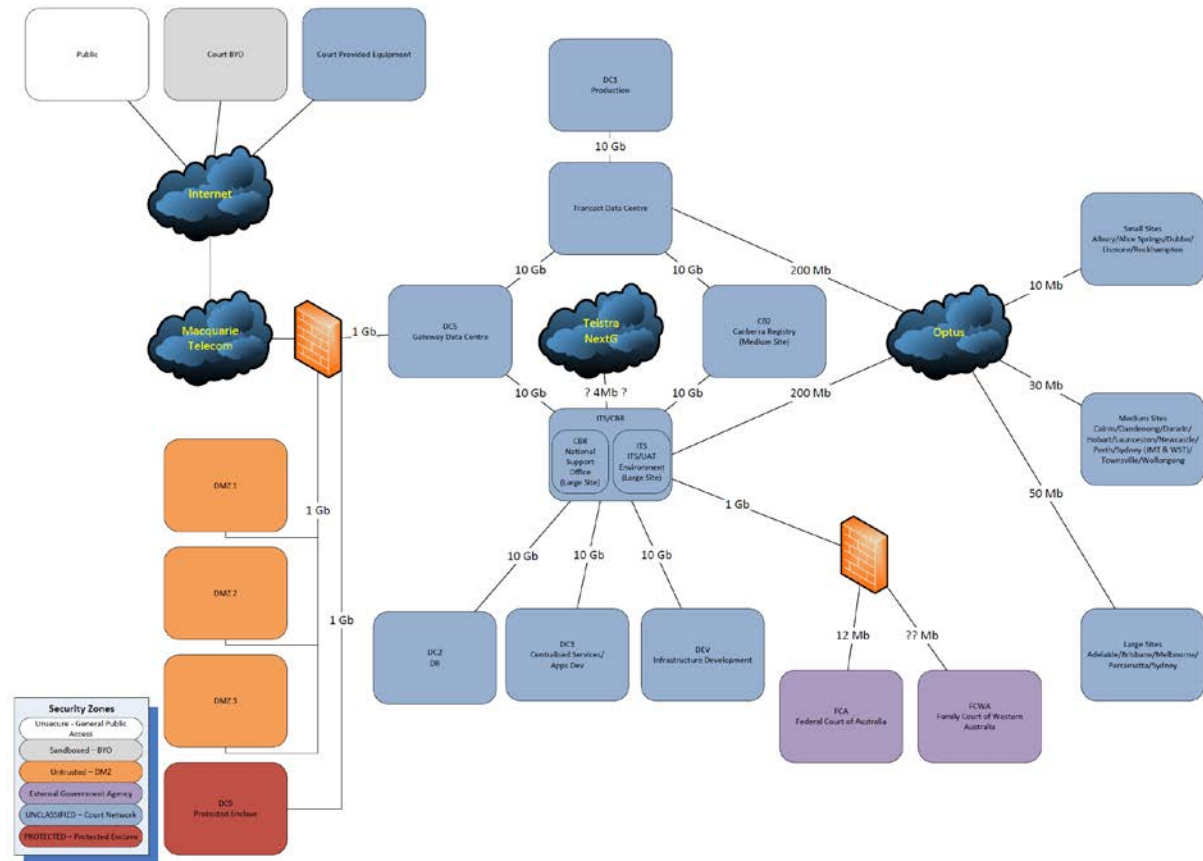 Public
Court BYO
Court Provided Equipment
DC1
Production
10 Gb
Internet
Transact Data Centre
Small Sites
Albury/Alice Springs/Dubbo/
Lismore/Rockhampton
10 Gb
10 Gb
200 Mb
10 Mb
Macquarie
Telecom
1 Gb
DC5
Gateway Data Centre
Telstra
NextG
CB2
Canberra Registry
(Medium Site)
Optus
30 Mb
10 Gb
? 4Mb ?
10 Gb
200 Mb
ITS/CBR
CBR
National
Support
Office
(Large Site)
ITS
ITS/UAT
Environment
(Large Site)
Medium Sites
Cairns/Dandenong/Darwin/
Hobart/Launceston/Newcastle/
Perth/Sydney (JMT & WST)/
Townsville/Wollongong
DMZ 1
1 Gb
1 Gb
50 Mb
10 Gb
10 Gb
10 Gb
DMZ 2
1 Gb
12 Mb
?? Mb
DC2
DR
DC3
Centralised Services/
Apps Dev
DEV
Infrastructure Development
Large Sites
Adelaide/Brisbane/Melbourne/
Parramatta/Sydney
DMZ 3
FCA
Federal Court of Australia
FCWA
Family Court of Western
Australia
Security Zones
Unsecure - General Public
Access
Sandboxed – BYO
Untrusted – DMZ
External Government Agency
UNCLASSIFIED – Court Network
PROTECTED – Protected Enclave
Protected Enclave